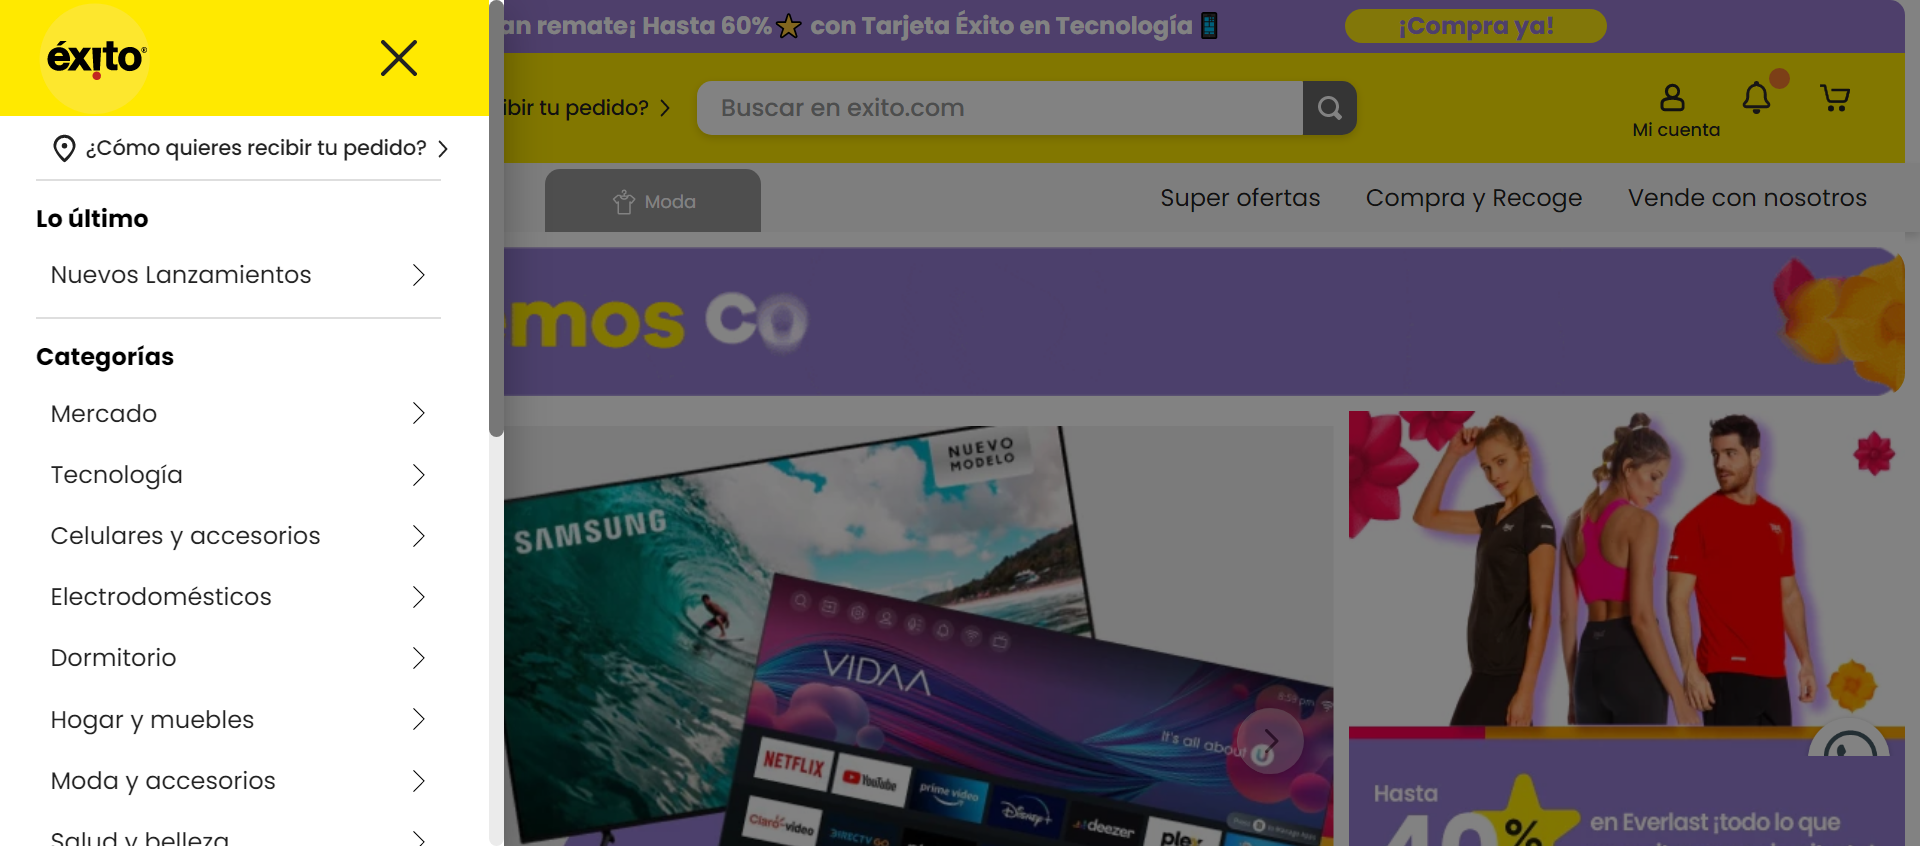 éxito
¿Cómo quieres recibir tu pedido?
Lo último
Nuevos Lanzamientos
Categorías
Mercado
Tecnología
Celulares y accesorios
Electrodomésticos
Dormitorio
Hogar y muebles
Moda y accesorios
Salud y belleza
an remate¡ Hasta 60% con Tarjeta Éxito en Tecnología
¡Compra ya!
ibir tu pedido?
Buscar en exito.com
Mi cuenta
Moda
Super ofertas
Compra y Recoge
Vende con nosotros
emos Co
NUEVO
MODELO
SAMSUNG
VIDAA
8:59 pm
It's all about U
NETFLIX
YouTube
prime video
Disney+
Claro video
DIRECTV GO
deezer
plex
Hasta
40%
en Everlast ¡todo lo que